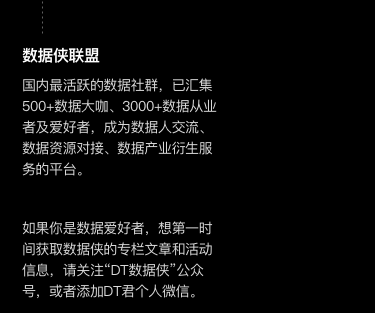 数据侠联盟
国内最活跃的数据社群，已汇集
500+数据大咖、3000+数据从业
者及爱好者，成为数据人交流、
数据资源对接、数据产业衍生服
务的平台。
如果你是数据爱好者，想第一时
间获取数据侠的专栏文章和活动
信息，请关注“DT数据侠”公众
号，或者添加DT君个人微信。